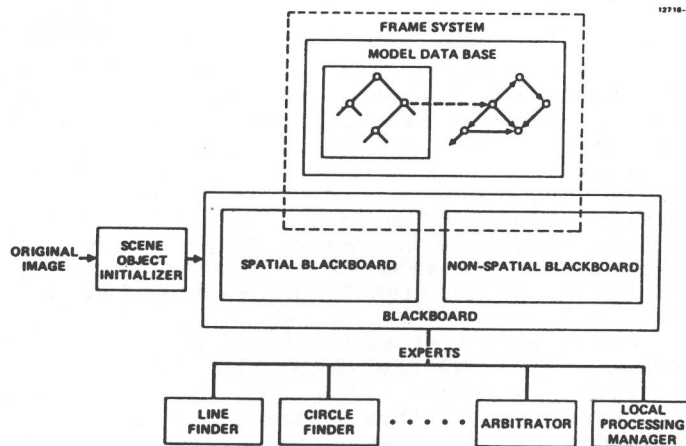 12716-
FRAME SYSTEM
MODEL DATA BASE
ORIGINAL
IMAGE
SCENE
OBJECT
INITIALIZER
SPATIAL BLACKBOARD
NON-SPATIAL BLACKBOARD
BLACKBOARD
EXPERTS
LINE
FINDER
CIRCLE
FINDER
ARBITRATOR
LOCAL
PROCESSING
MANAGER